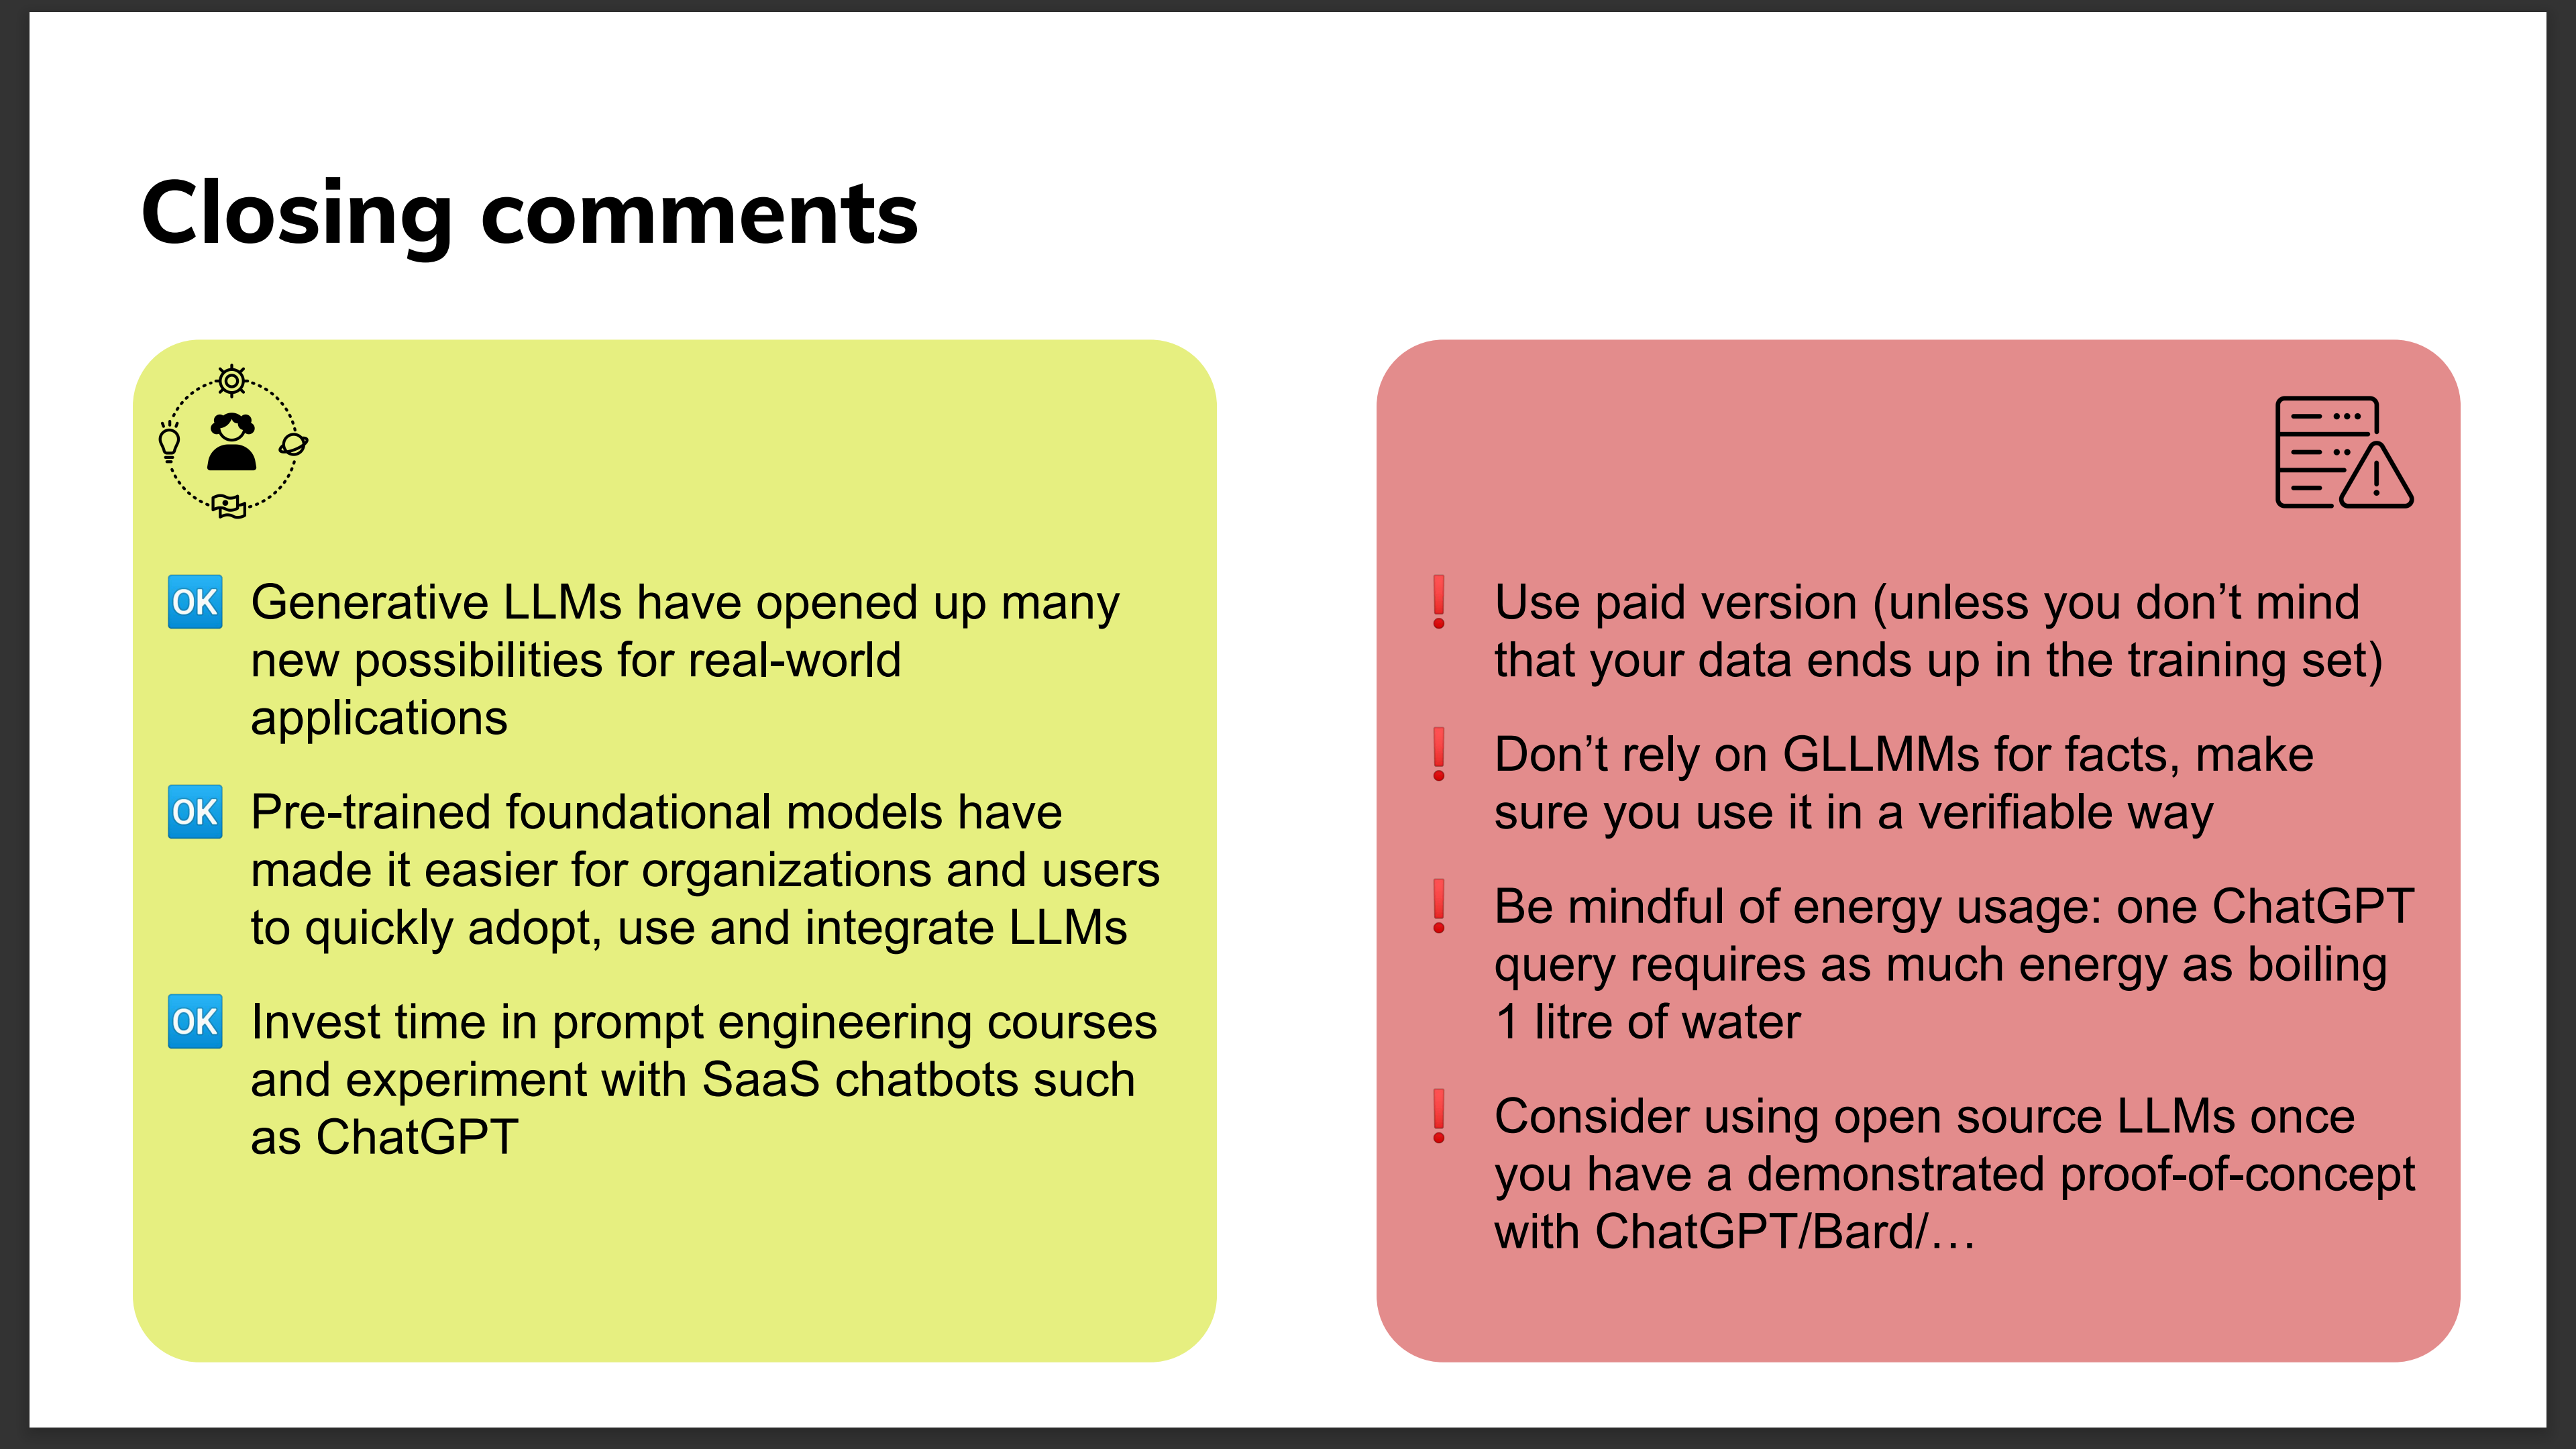 Closing comments
🆗 Generative LLMs have opened up many
new possibilities for real-world
applications
🆗 Pre-trained foundational models have
made it easier for organizations and users
to quickly adopt, use and integrate LLMs
🆗 Invest time in prompt engineering courses
and experiment with SaaS chatbots such
as ChatGPT
❗ Use paid version (unless you don’t mind
that your data ends up in the training set)
❗ Don’t rely on GLLMMs for facts, make
sure you use it in a verifiable way
❗ Be mindful of energy usage: one ChatGPT
query requires as much energy as boiling
1 litre of water
❗ Consider using open source LLMs once
you have a demonstrated proof-of-concept
with ChatGPT/Bard/…